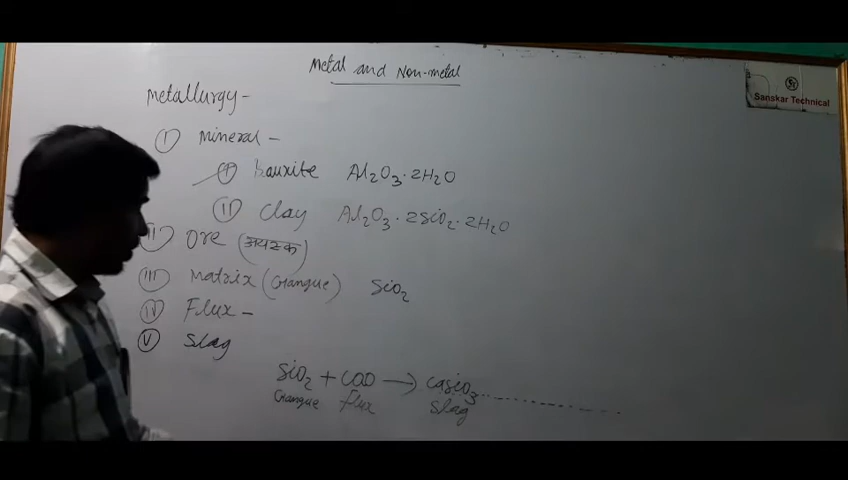 Metal and Non-metal
Sanskar Technical
Metallurgy-
I Mineral -
I Bauxite Al2O3·2H2O
II Clay Al2O3·2SiO2·2H2O
II Ore (अयस्क)
III Matrix (Gangue) SiO2
IV Flux -
V Slag
SiO2 + CaO → CaSiO3
Gangue flux Slag